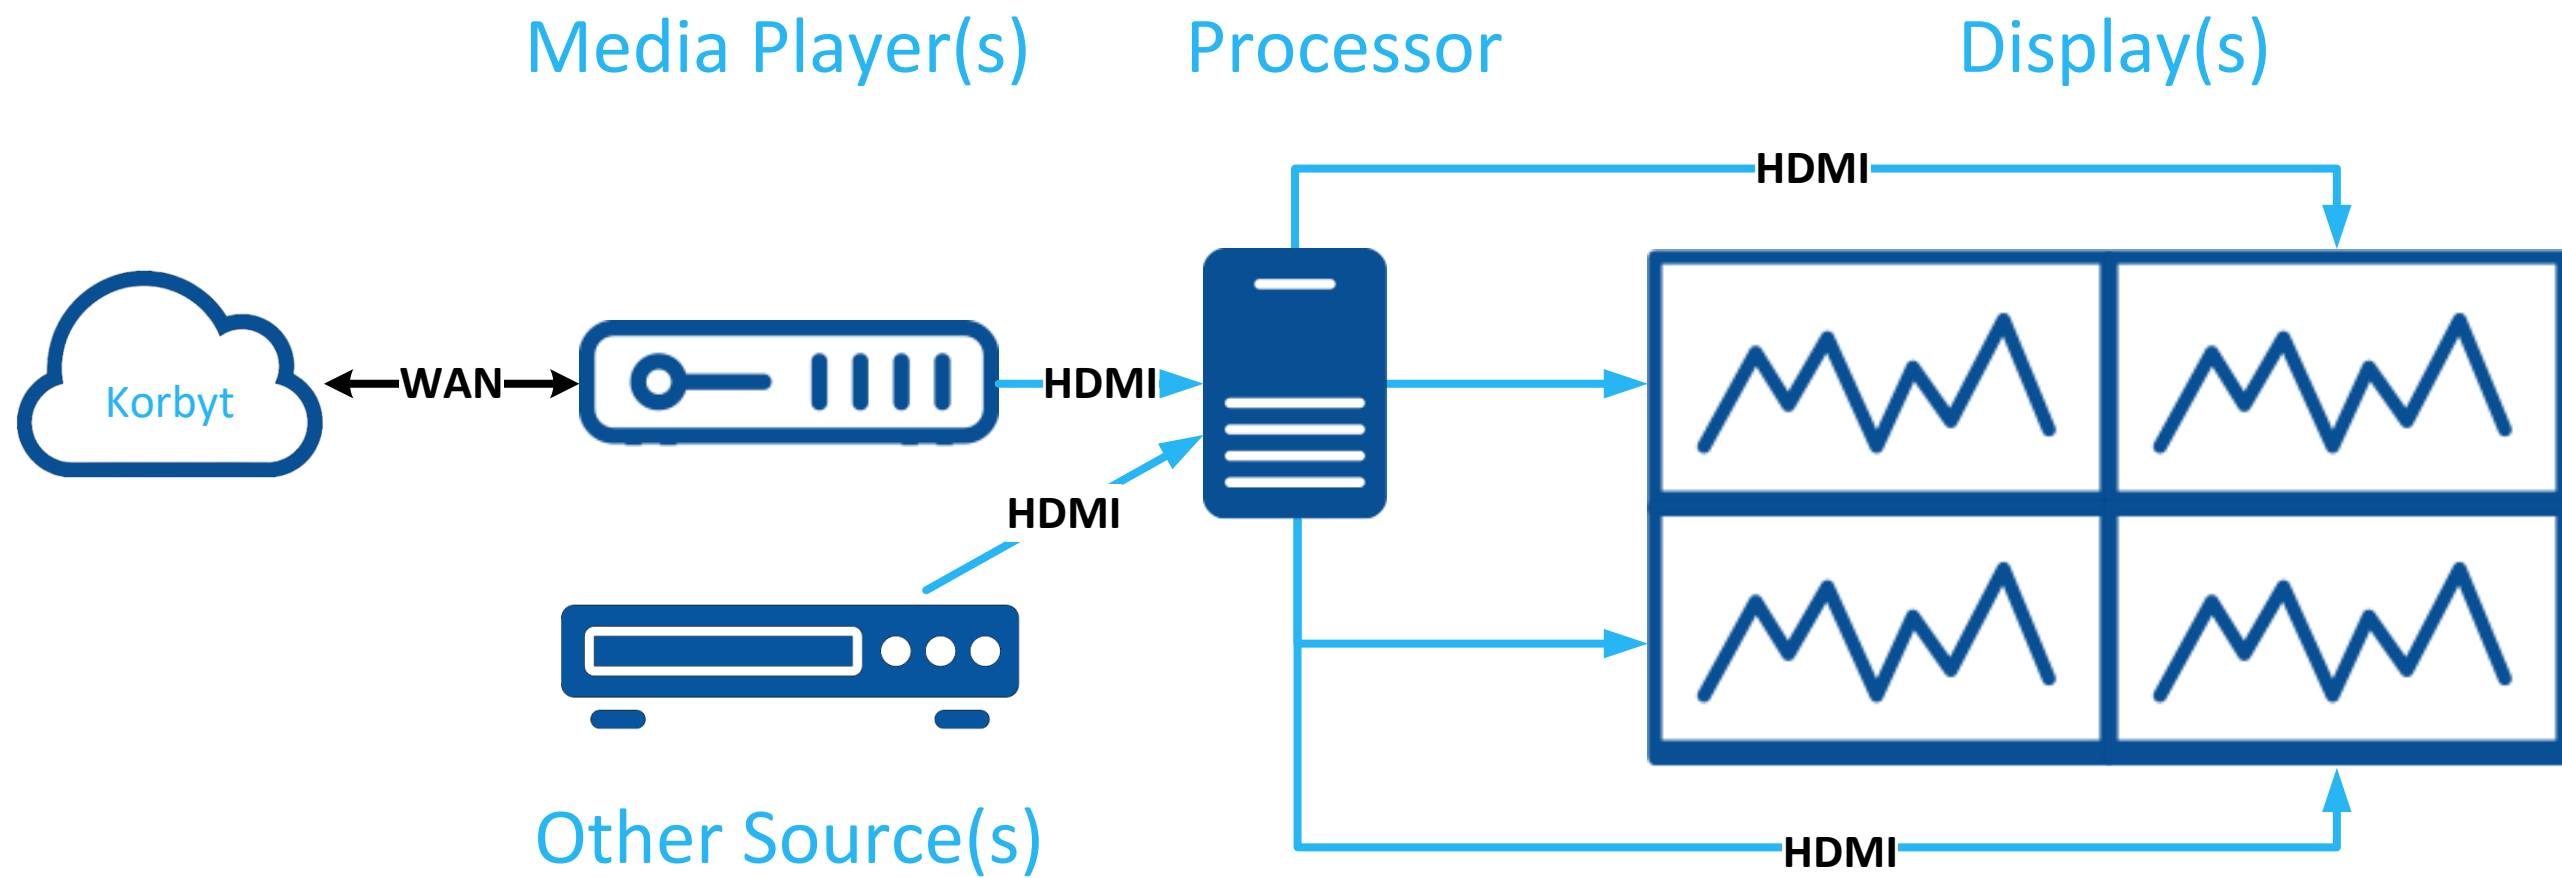 Media Player(s)
Processor
Display(s)
HDMI
Korbyt
WAN
HDMI
HDMI
Other Source(s)
HDMI